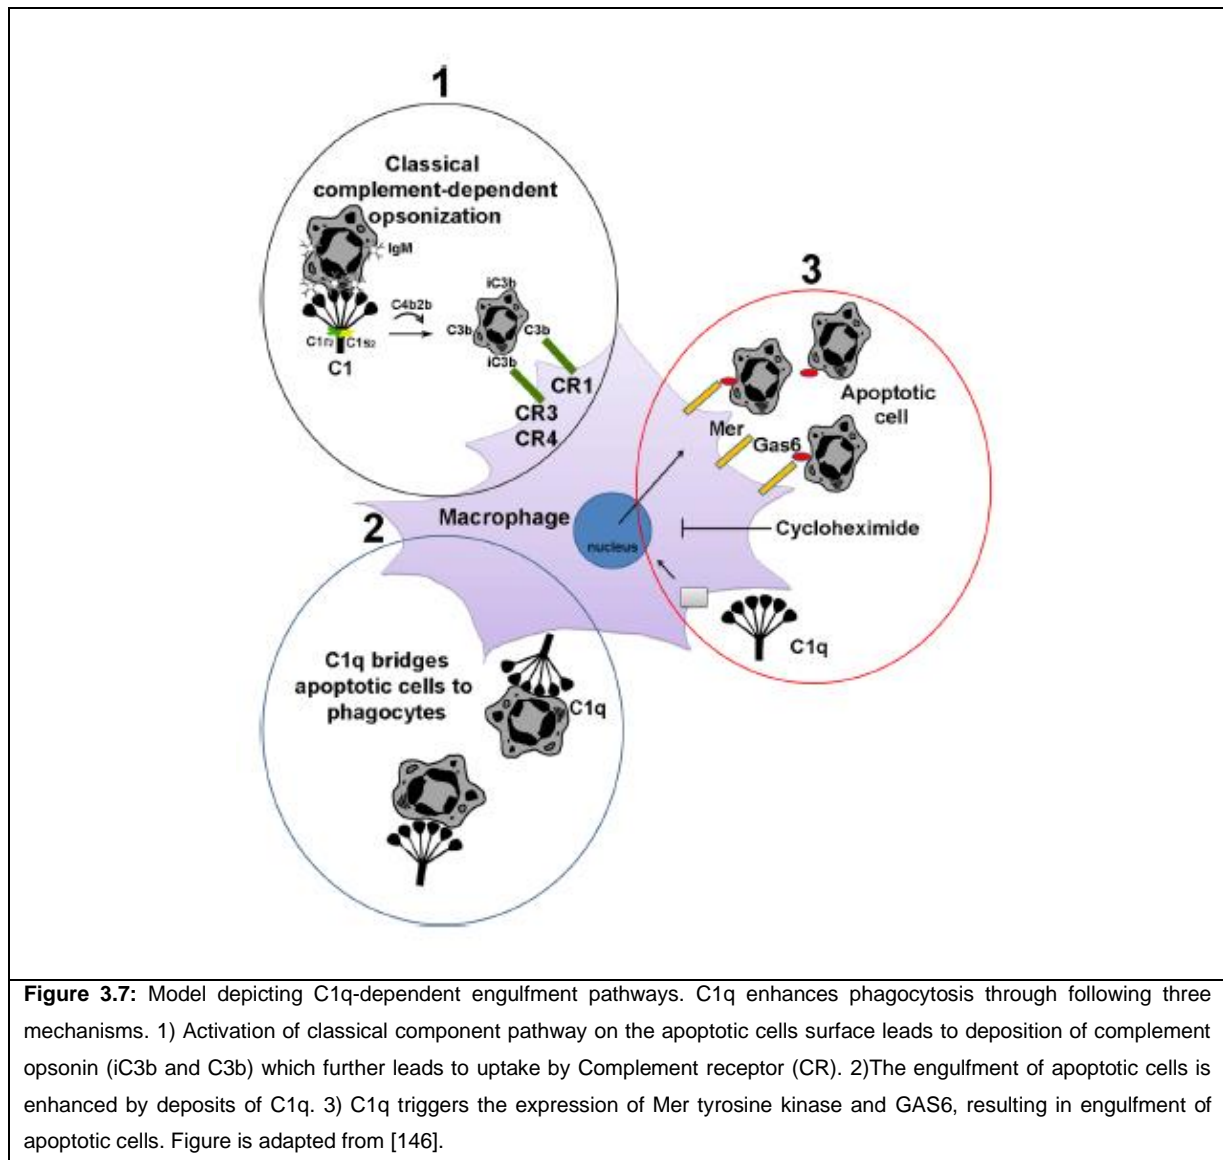 1
Classical
complement-dependent
opsonization
IgM
C4b2b
iC3b
C3b
C3b
iC3b
C1r2
C1s2
C1
CR1
CR3
CR4
3
Apoptotic
cell
Mer
Gas6
Macrophage
nucleus
Cycloheximide
C1q
2
C1q bridges
apoptotic cells to
phagocytes
C1q
Figure 3.7: Model depicting C1q-dependent engulfment pathways. C1q enhances phagocytosis through following three
mechanisms. 1) Activation of classical component pathway on the apoptotic cells surface leads to deposition of complement
opsonin (iC3b and C3b) which further leads to uptake by Complement receptor (CR). 2)The engulfment of apoptotic cells is
enhanced by deposits of C1q. 3) C1q triggers the expression of Mer tyrosine kinase and GAS6, resulting in engulfment of
apoptotic cells. Figure is adapted from [146].